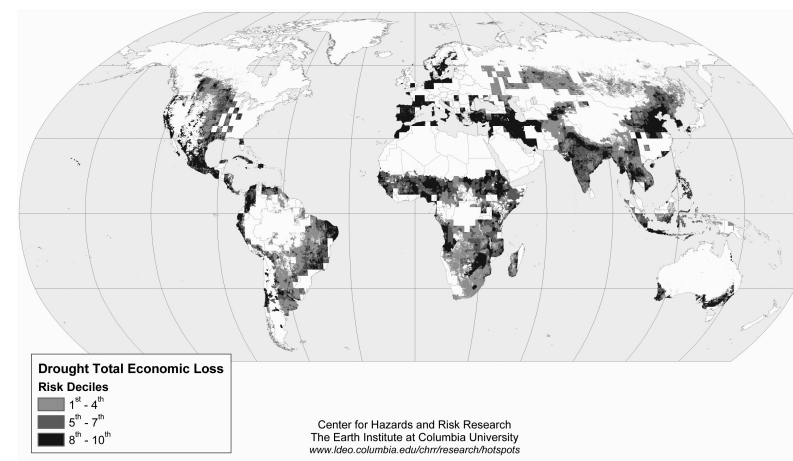 Drought Total Economic Loss
Risk Deciles
1st - 4th
5th - 7th
8th - 10th
Center for Hazards and Risk Research
The Earth Institute at Columbia University
www.ldeo.columbia.edu/chrr/research/hotspots